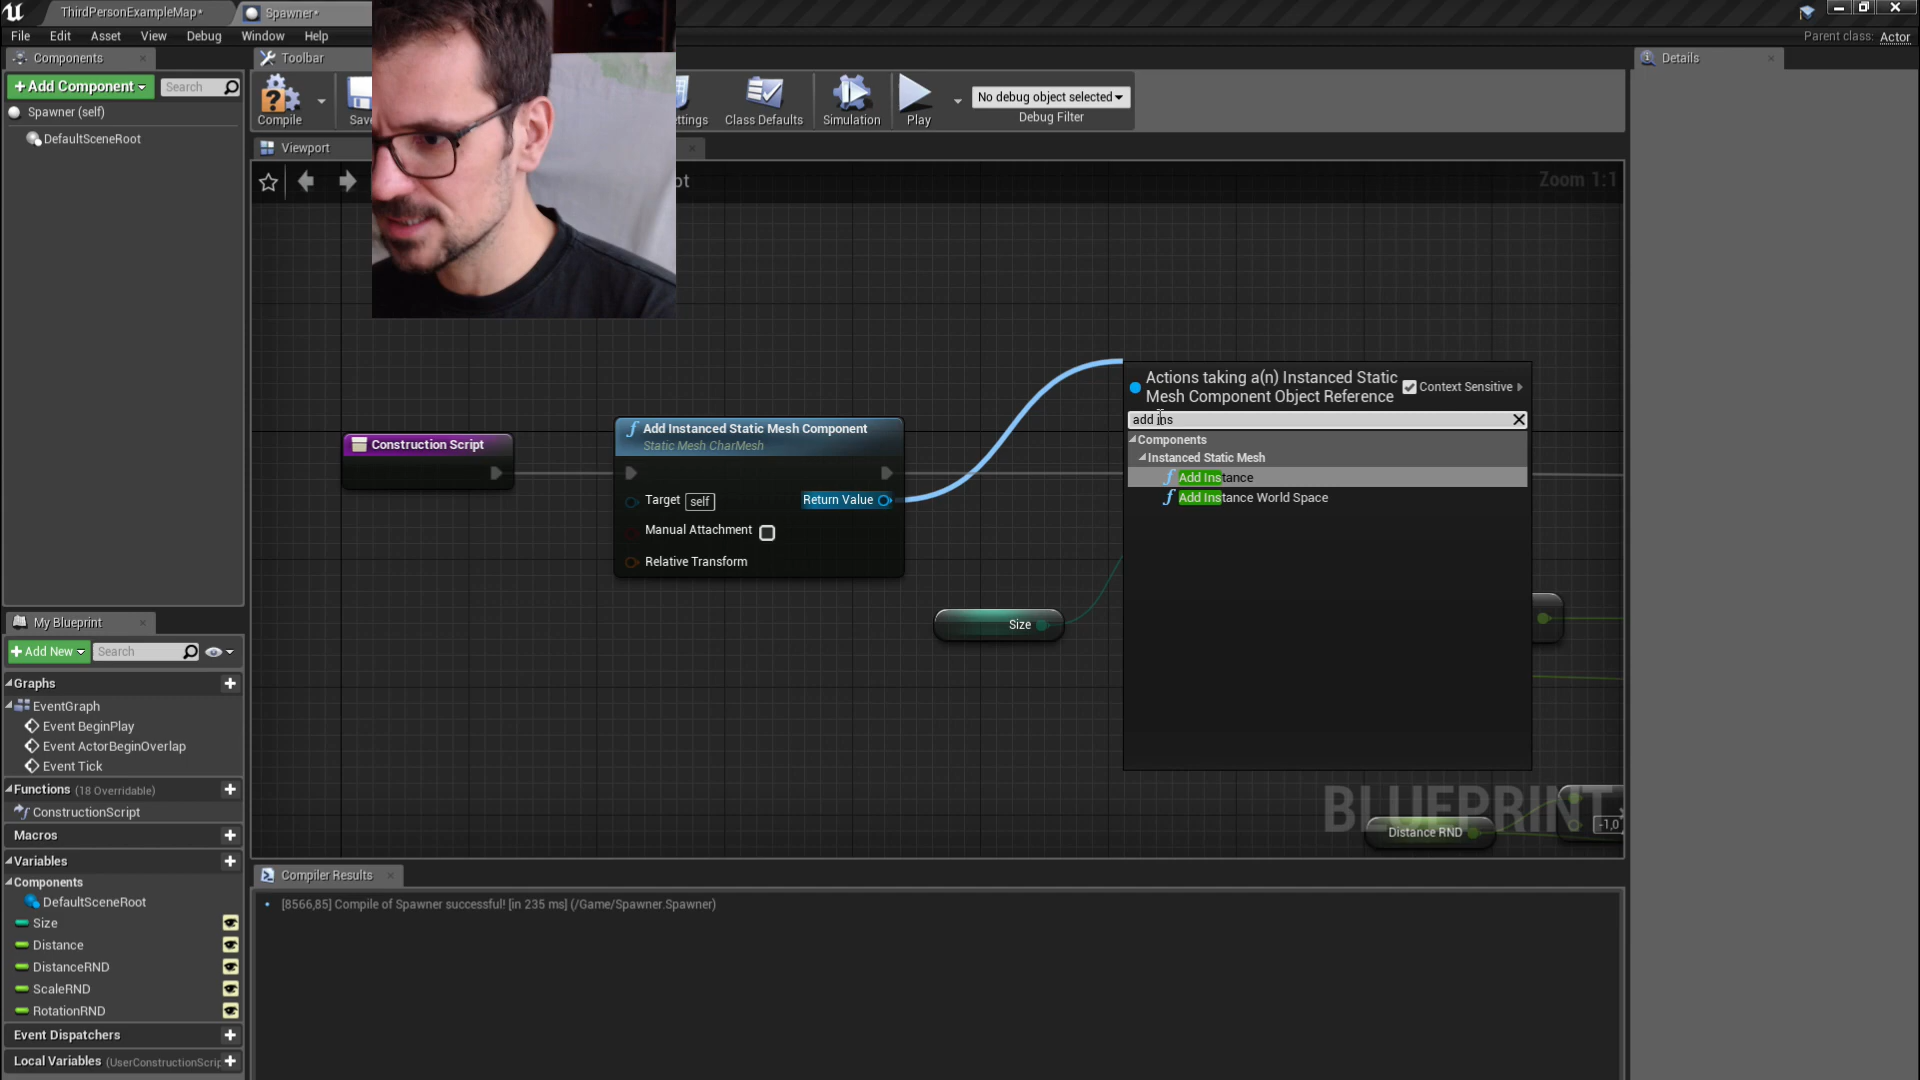 ThirdPersonExampleMap*
Spawner*
File Edit Asset View Debug Window Help
Parent class: Actor
Components
Toolbar
Details
+Add Component
Search
Spawner (self)
DefaultSceneRoot
Compile
Class Defaults
Simulation
Play
No debug object selected
Debug Filter
Viewport
Zoom 1:1
Construction Script
Add Instanced Static Mesh Component
Static Mesh CharMesh
Target self
Return Value
Manual Attachment
Relative Transform
Size
Actions taking a(n) Instanced Static
Mesh Component Object Reference
Context Sensitive
add ins
Components
Instanced Static Mesh
Add Instance
Add Instance World Space
BLUEPRINT
Distance RND
-1,0
My Blueprint
+Add New
Search
Graphs
EventGraph
Event BeginPlay
Event ActorBeginOverlap
Event Tick
Functions (18 Overridable)
ConstructionScript
Macros
Variables
Components
DefaultSceneRoot
Size
Distance
DistanceRND
ScaleRND
RotationRND
Event Dispatchers
Local Variables (UserConstructionScrip
Compiler Results
[8566,85] Compile of Spawner successful! [in 235 ms] (/Game/Spawner.Spawner)